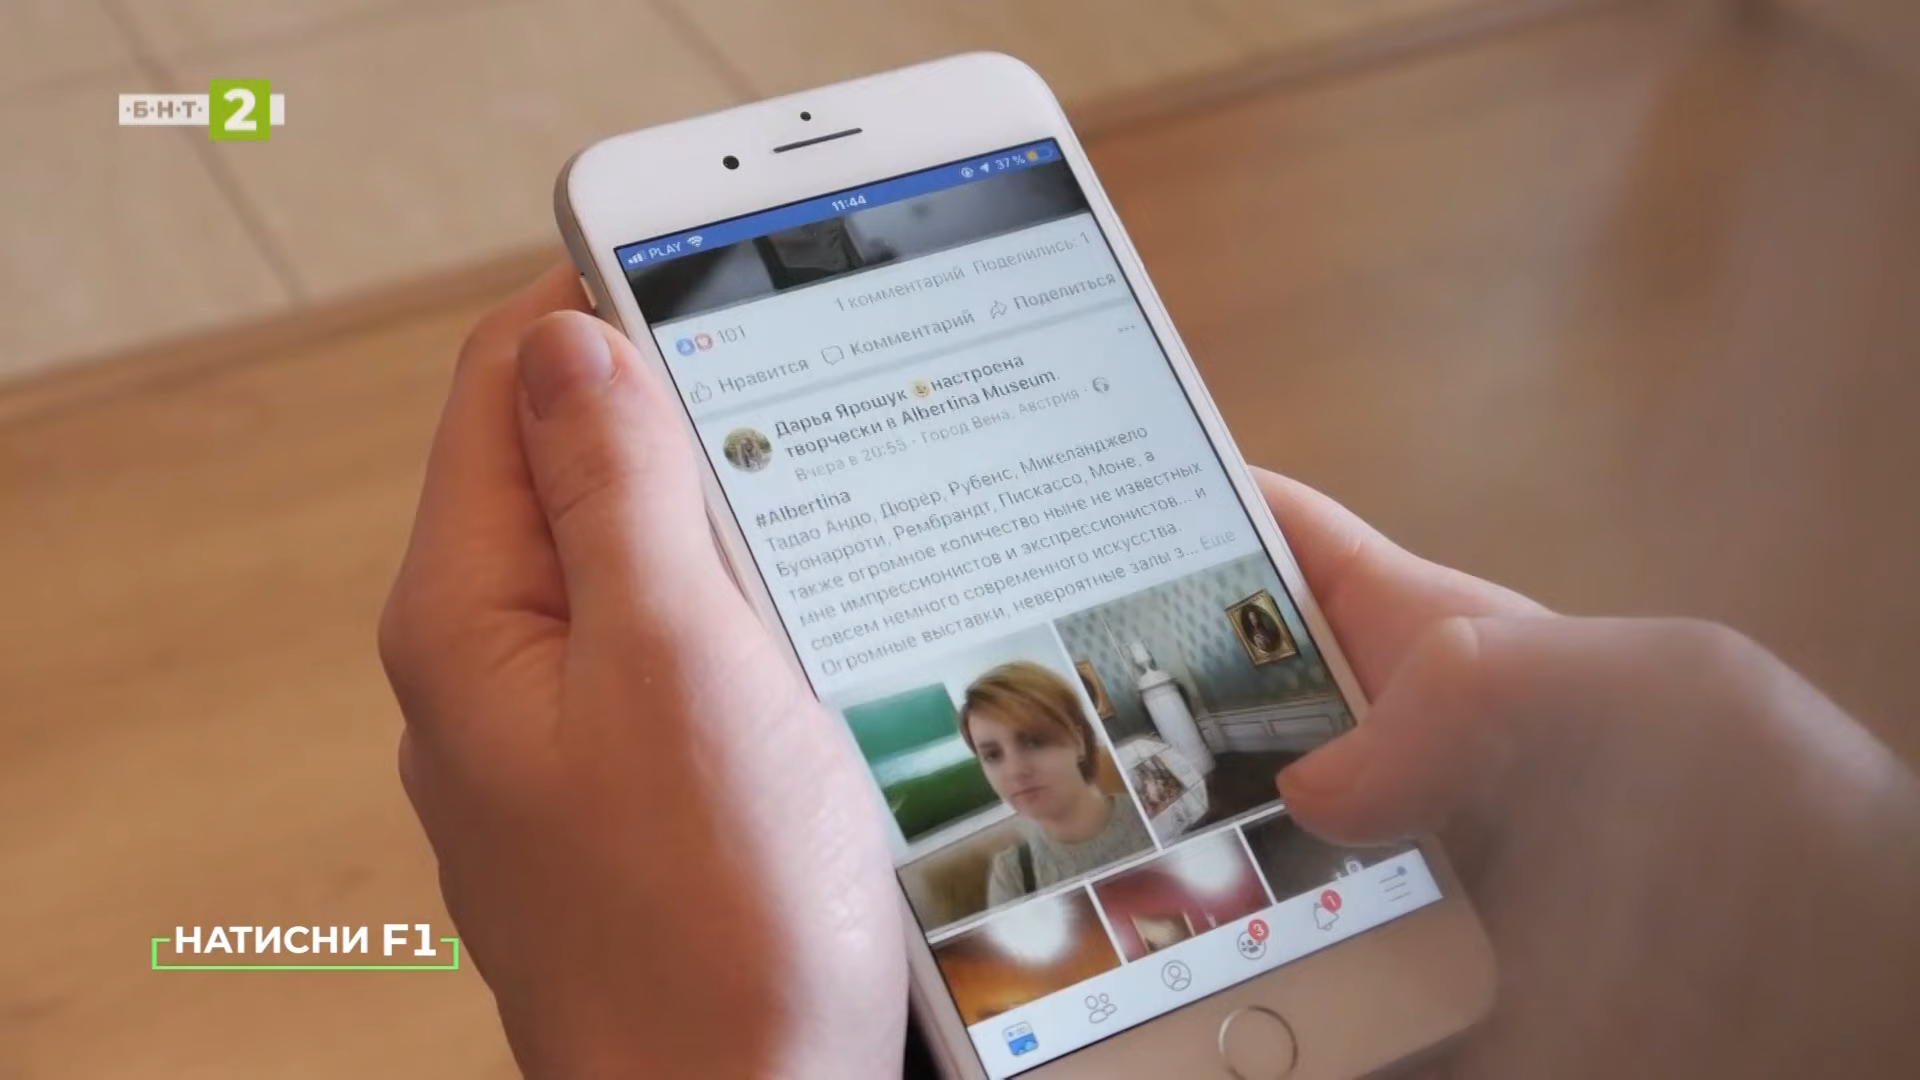 ·Б·Н·Т· 2
PLAY
11:44
37 %
101
1 комментарий Поделились: 1
Нравится
Комментарий
Поделиться
Дарья Ярошук настроена
творчески в Albertina Museum.
Вчера в 20:55 · Город Вена, Австрия ·
#Albertina
Тадао Андо, Дюрер, Рубенс, Микеланджело
Буонарроти, Рембрандт, Пискассо, Моне, а
также огромное количество ныне не известных
мне импрессионистов и экспрессионистов... и
совсем немного современного искусства.
Огромные выставки, невероятные залы з... Ещё
3
1
НАТИСНИ F1